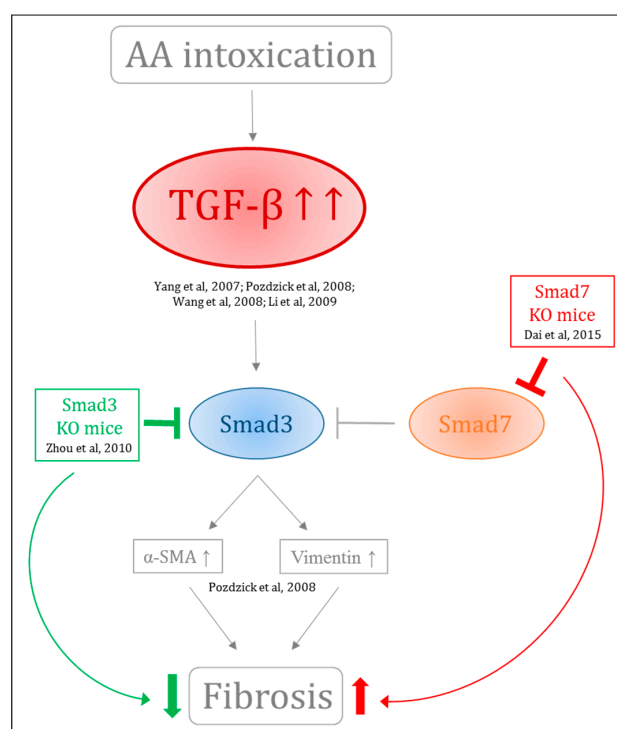 AA intoxication
TGF-β ↑ ↑
Yang et al, 2007; Pozdzick et al, 2008;
Wang et al, 2008; Li et al, 2009
Smad7
KO mice
Dai et al, 2015
Smad3
KO mice
Zhou et al, 2010
Smad3
Smad7
α-SMA ↑
Vimentin ↑
Pozdzick et al, 2008
Fibrosis